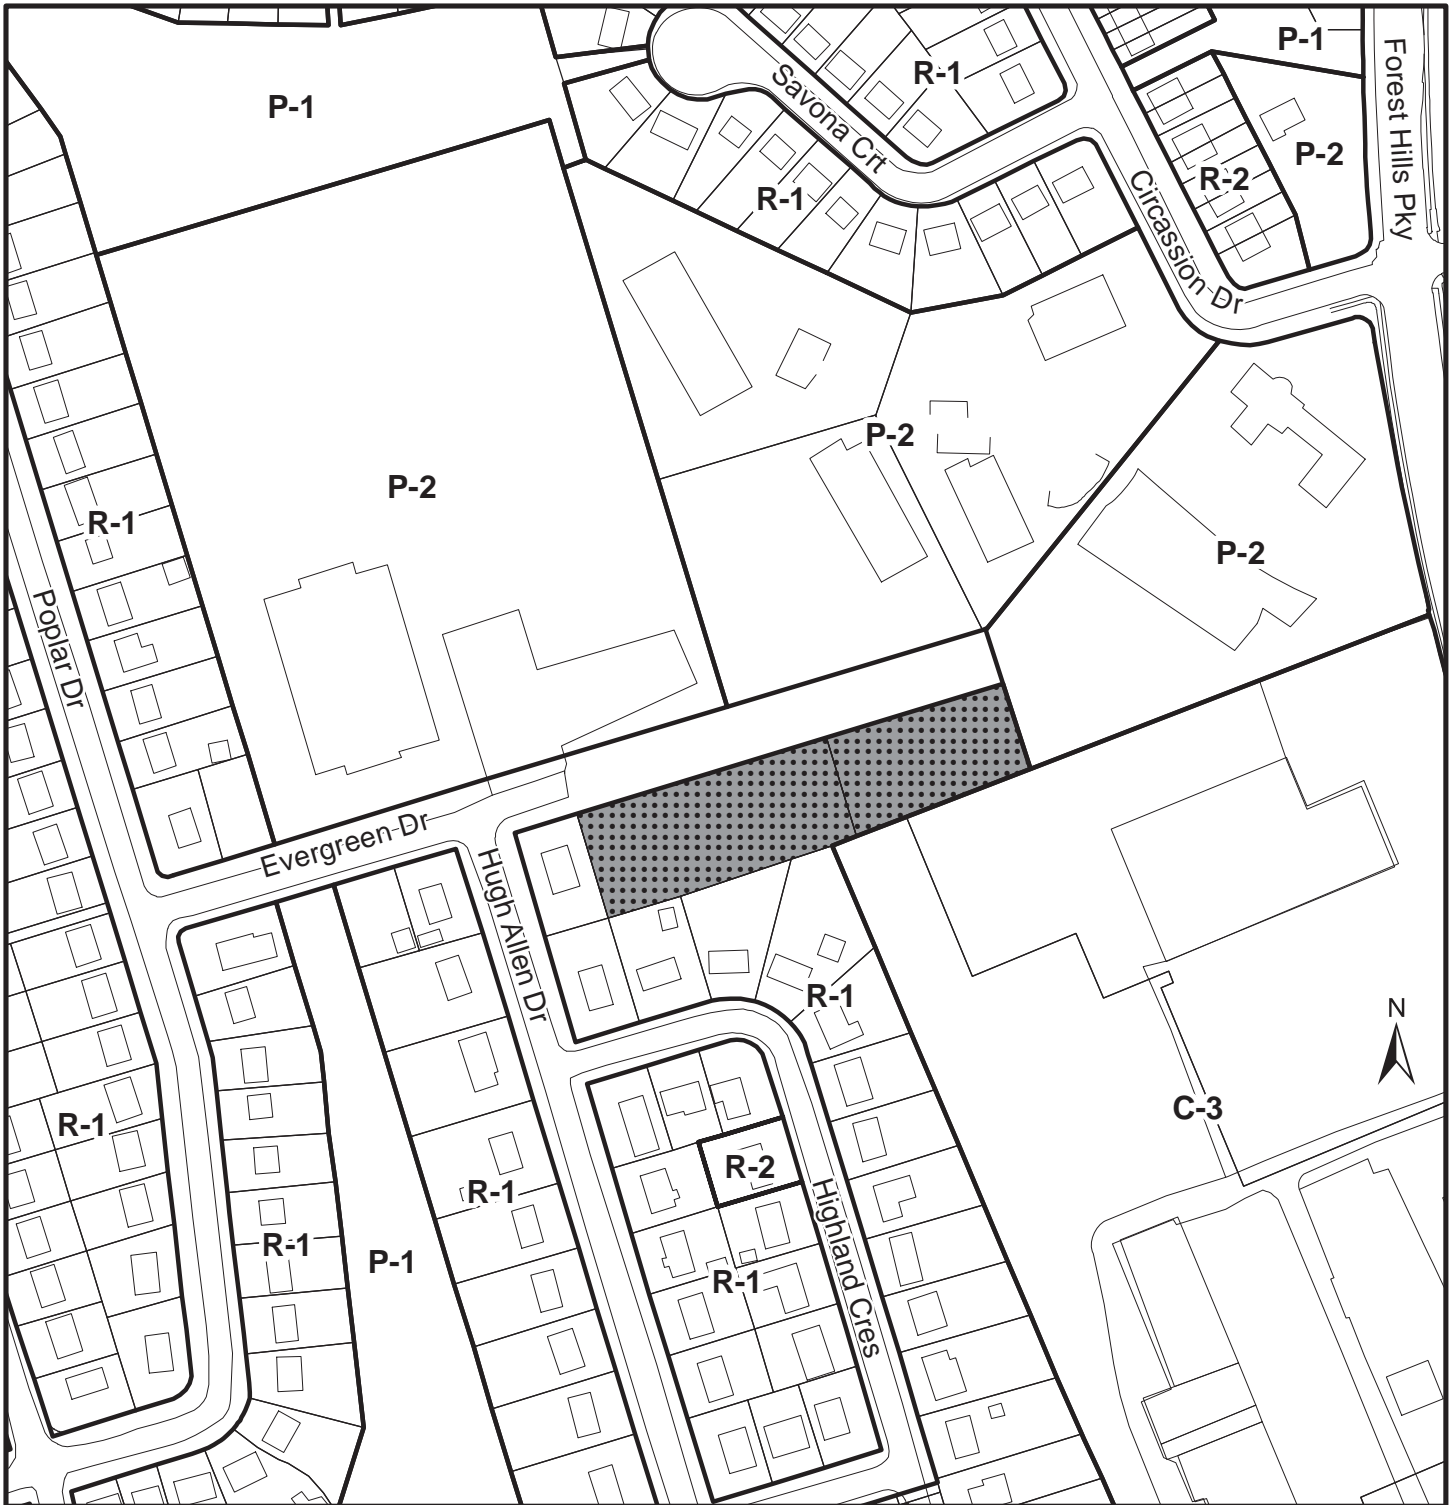 P-1
P-1
R-1
Forest Hills Pky
Savona Crt
P-2
R-2
R-1
Circassion Dr
P-2
P-2
R-1
P-2
Poplar Dr
Evergreen Dr
Hugh Allen Dr
R-1
N
C-3
R-1
R-2
R-1
Highland Cres
R-1
P-1
R-1